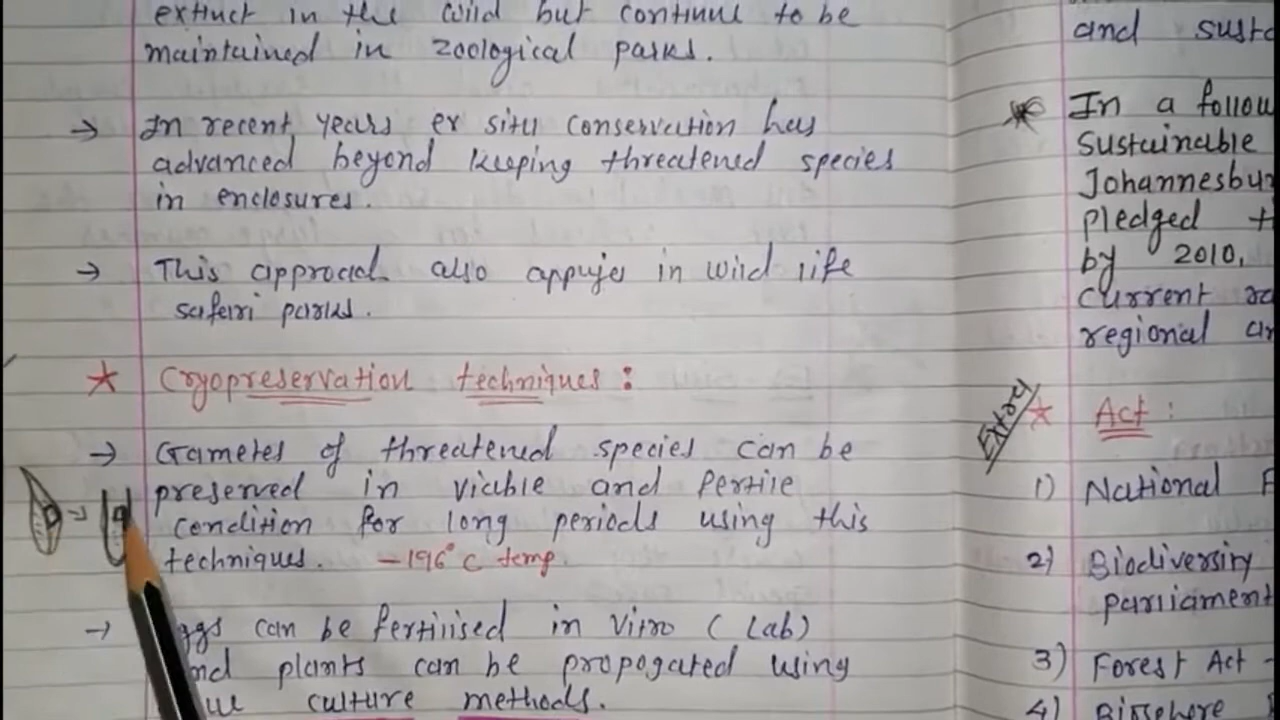 extinct in the wild but continue to be
maintained in zoological parks.
→ In recent years ex situ conservation has
advanced beyond keeping threatened species
in enclosures.
→ This approach also applies in wild life
safari parks.
★ Cryopreservation techniques:
→ Gametes of threatened species can be
preserved in viable and fertile
condition for long periods using this
techniques. -196°C temp.
→ Eggs can be fertilised in vitro (Lab)
and plants can be propogated using
culture methods.
and
★ In a follow
Sustainable
Johannesbu
pledged
by 2010,
current
regional
Extra
★ Act:
1) National
2) Biodiversity
parliament
3) Forest Act -
4) Biosphere